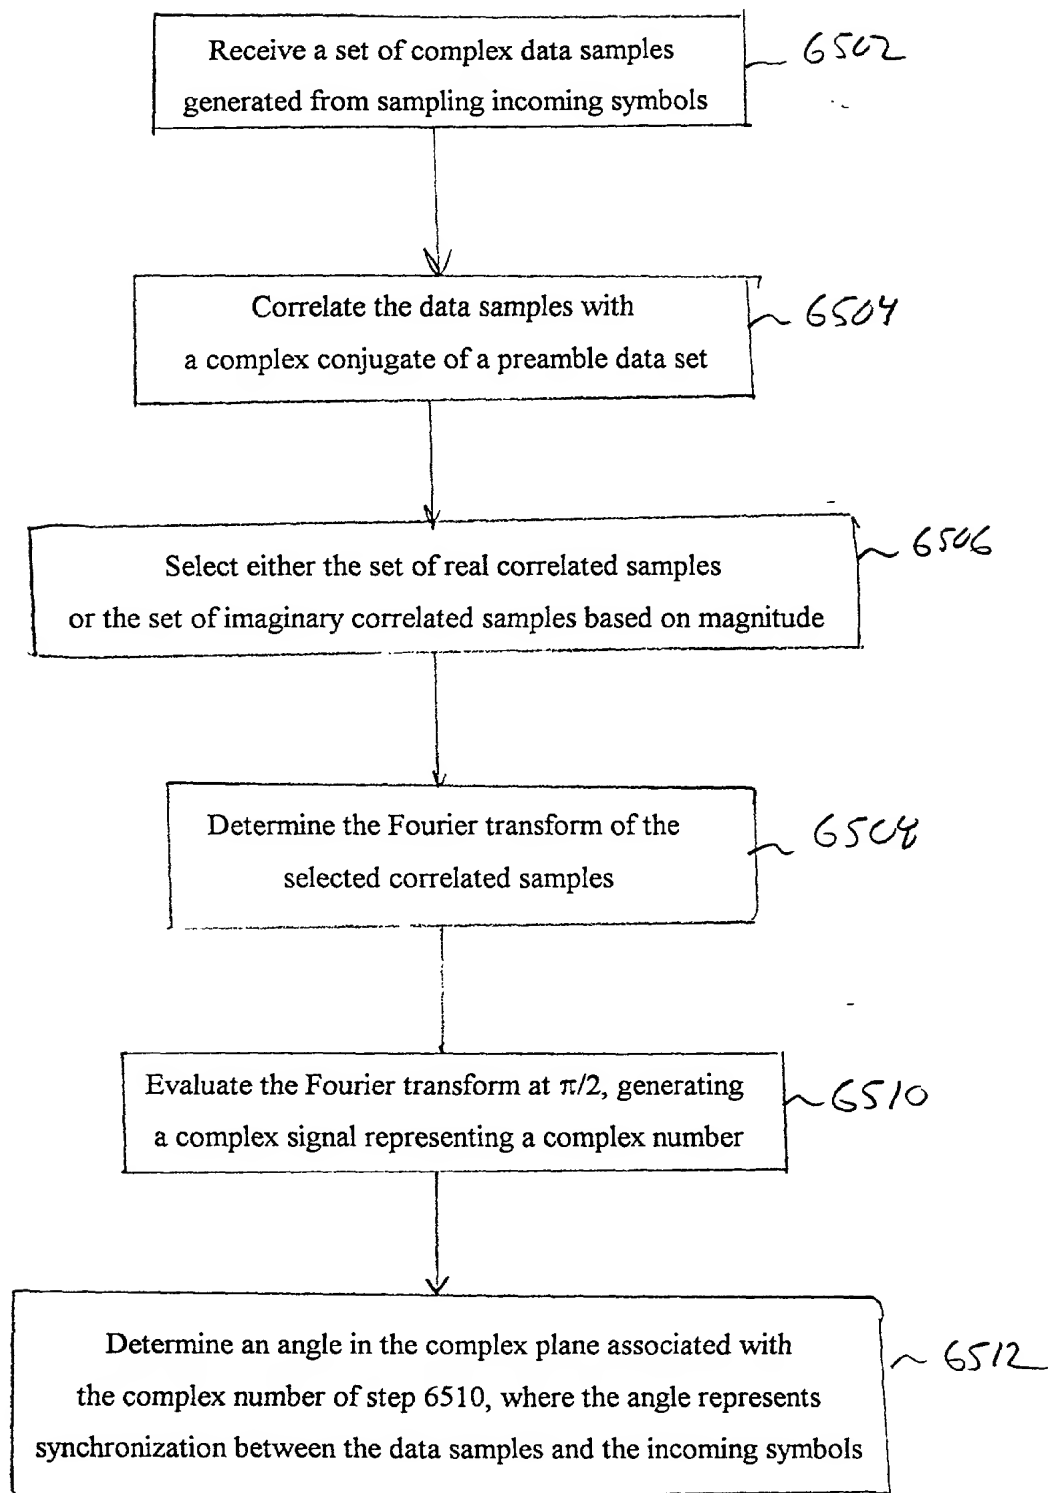 Receive a set of complex data samples
generated from sampling incoming symbols
6502
Correlate the data samples with
a complex conjugate of a preamble data set
6504
Select either the set of real correlated samples
or the set of imaginary correlated samples based on magnitude
6506
Determine the Fourier transform of the
selected correlated samples
6508
Evaluate the Fourier transform at π/2, generating
a complex signal representing a complex number
6510
Determine an angle in the complex plane associated with
the complex number of step 6510, where the angle represents
synchronization between the data samples and the incoming symbols
6512